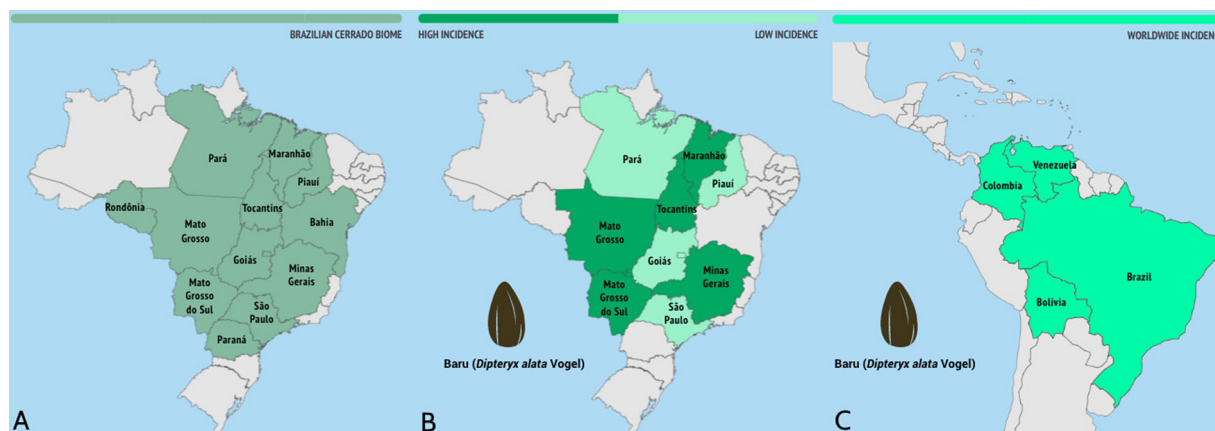 BRAZILIAN CERRADO BIOME
Pará
Maranhão
Piauí
Rondônia
Tocantins
Bahia
Mato
Grosso
Goiás
Minas
Gerais
Mato
Grosso
do Sul
São
Paulo
Paraná
A
HIGH INCIDENCE
LOW INCIDENCE
Maranhão
Pará
Piauí
Tocantins
Mato
Grosso
Goiás
Minas
Gerais
Mato
Grosso
do Sul
São
Paulo
Baru (Dipteryx alata Vogel)
B
WORLDWIDE INCIDEN
Venezuela
Colombia
Brazil
Bolívia
Baru (Dipteryx alata Vogel)
C